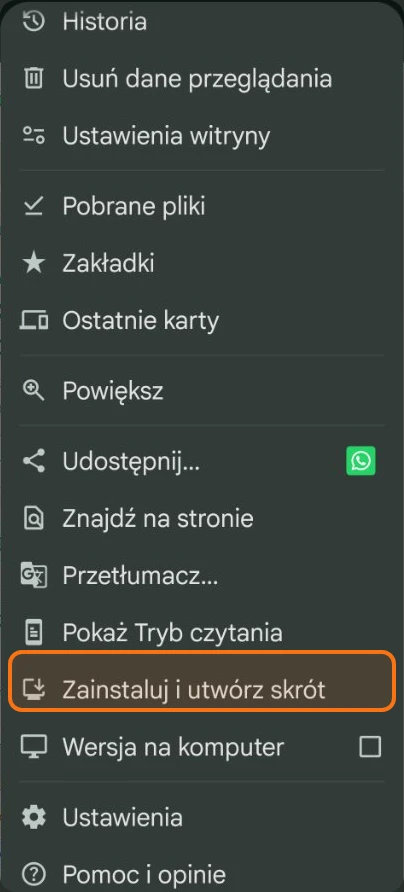 Historia
Usuń dane przeglądania
Ustawienia witryny
Pobrane pliki
Zakładki
Ostatnie karty
Powiększ
Udostępnij...
Znajdź na stronie
Przetłumacz...
Pokaż Tryb czytania
Zainstaluj i utwórz skrót
Wersja na komputer
Ustawienia
Pomoc i opinie